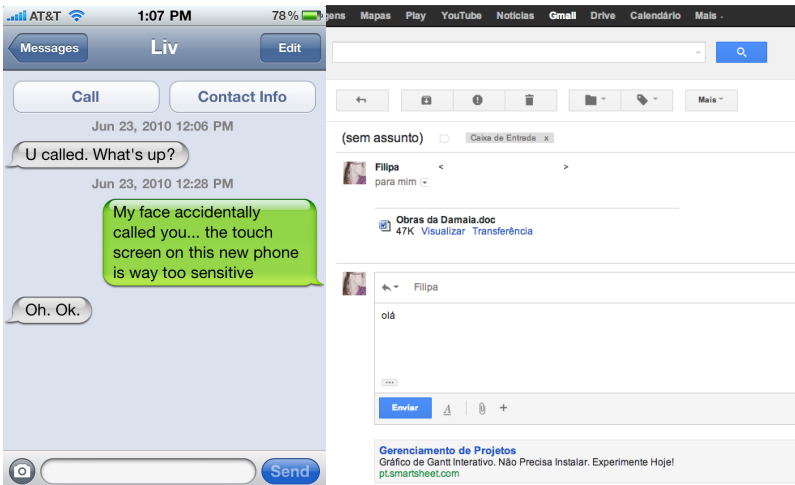 AT&T 1:07 PM 78%
Messages Liv Edit
Call Contact Info
Jun 23, 2010 12:06 PM
U called. What's up?
Jun 23, 2010 12:28 PM
My face accidentally
called you... the touch
screen on this new phone
is way too sensitive
Oh. Ok.
Send
gens Mapas Play YouTube Notícias Gmail Drive Calendário Mais
Mais
(sem assunto) Caixa de Entrada x
Filipa < >
para mim
Obras da Damaia.doc
47K Visualizar Transferência
Filipa
olá
...
Enviar A +
Gerenciamento de Projetos
Gráfico de Gantt Interativo. Não Precisa Instalar. Experimente Hoje!
pt.smartsheet.com